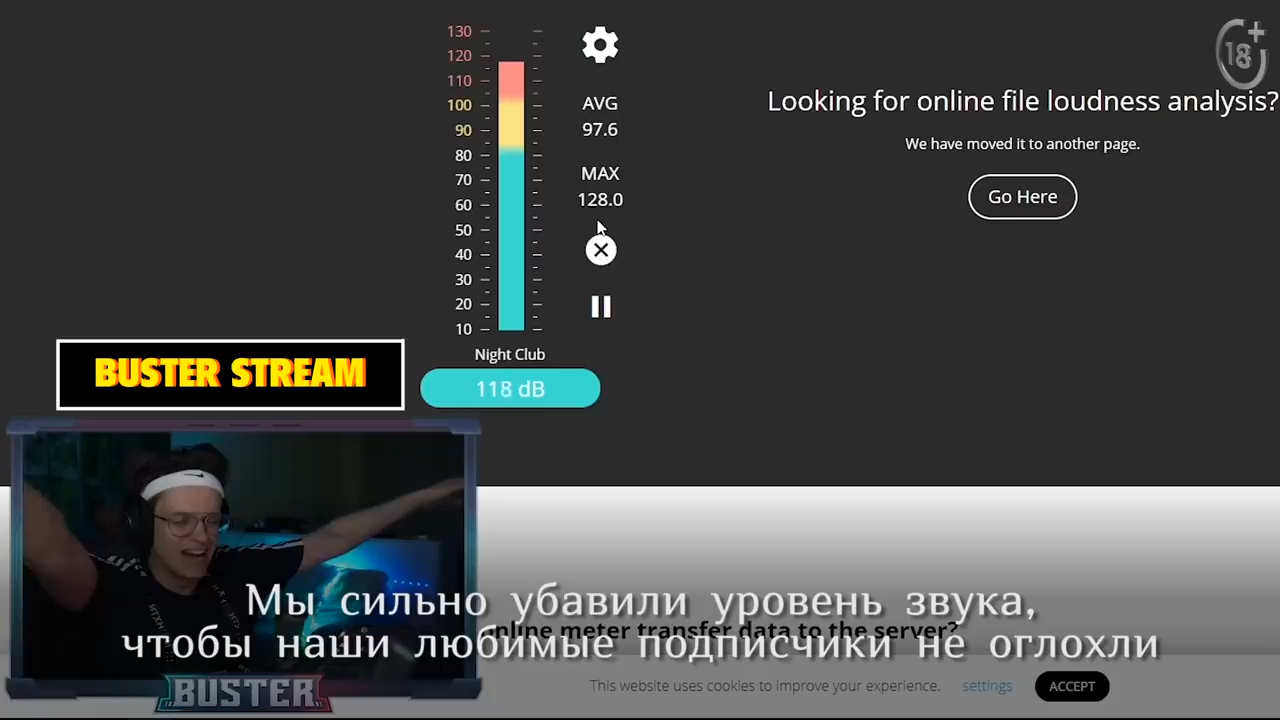 130
120
110
100
90
80
70
60
50
40
30
20
10
AVG
97.6
MAX
128.0
Night Club
118 dB
18+
Looking for online file loudness analysis?
We have moved it to another page.
Go Here
BUSTER STREAM
Мы сильно убавили уровень звука,
nline meter transfer data to the server?
чтобы наши любимые подписчики не оглохли
This website uses cookies to improve your experience.
settings
ACCEPT
BUSTER